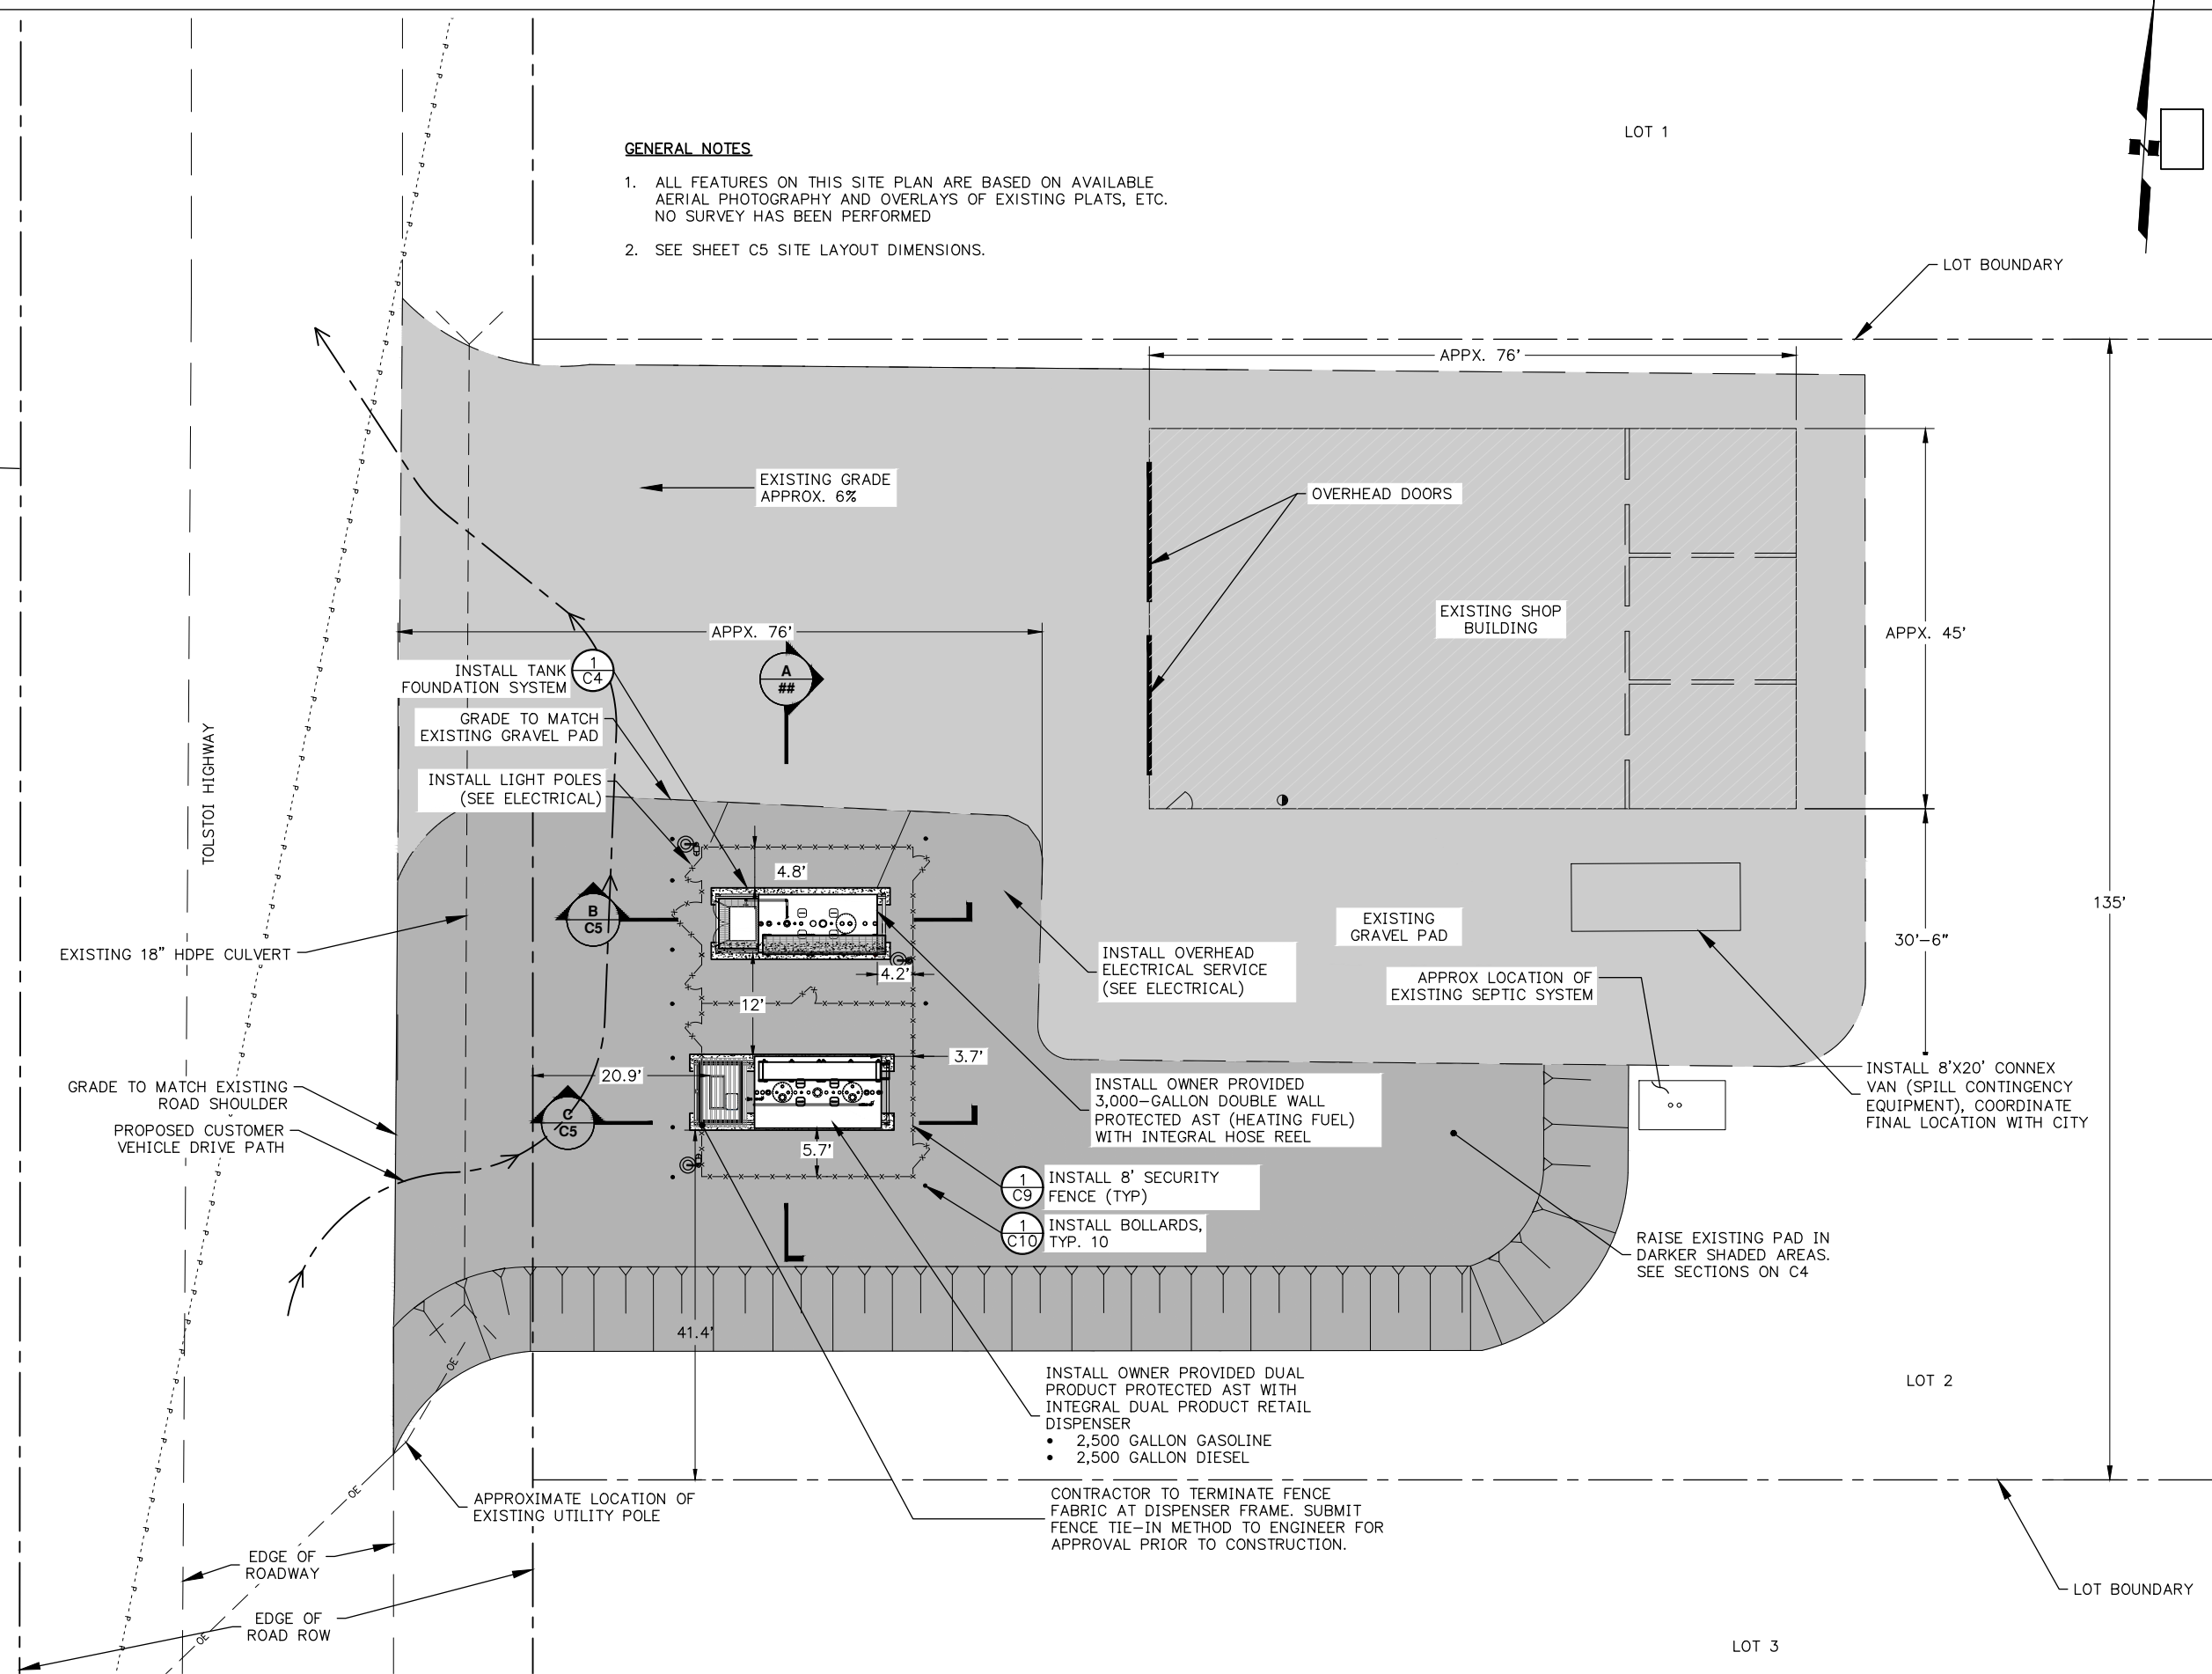 LOT 1
GENERAL NOTES
1. ALL FEATURES ON THIS SITE PLAN ARE BASED ON AVAILABLE
AERIAL PHOTOGRAPHY AND OVERLAYS OF EXISTING PLATS, ETC.
NO SURVEY HAS BEEN PERFORMED
2. SEE SHEET C5 SITE LAYOUT DIMENSIONS.
N
LOT BOUNDARY
APPX. 76'
EXISTING GRADE
APPROX. 6%
OVERHEAD DOORS
EXISTING SHOP
BUILDING
APPX. 45'
APPX. 76'
INSTALL TANK
FOUNDATION SYSTEM
1
C4
A
##
GRADE TO MATCH
EXISTING GRAVEL PAD
INSTALL LIGHT POLES
(SEE ELECTRICAL)
TOLSTOI HIGHWAY
4.8'
B
C5
EXISTING 18" HDPE CULVERT
4.2'
12'
INSTALL OVERHEAD
ELECTRICAL SERVICE
(SEE ELECTRICAL)
EXISTING
GRAVEL PAD
135'
30'-6"
APPROX LOCATION OF
EXISTING SEPTIC SYSTEM
3.7'
20.9'
GRADE TO MATCH EXISTING
ROAD SHOULDER
PROPOSED CUSTOMER
VEHICLE DRIVE PATH
C
C5
INSTALL OWNER PROVIDED
3,000-GALLON DOUBLE WALL
PROTECTED AST (HEATING FUEL)
WITH INTEGRAL HOSE REEL
INSTALL 8'X20' CONNEX
VAN (SPILL CONTINGENCY
EQUIPMENT), COORDINATE
FINAL LOCATION WITH CITY
5.7'
1
C9
INSTALL 8' SECURITY
FENCE (TYP)
1
C10
INSTALL BOLLARDS,
TYP. 10
RAISE EXISTING PAD IN
DARKER SHADED AREAS.
SEE SECTIONS ON C4
41.4'
OE
INSTALL OWNER PROVIDED DUAL
PRODUCT PROTECTED AST WITH
INTEGRAL DUAL PRODUCT RETAIL
DISPENSER
• 2,500 GALLON GASOLINE
• 2,500 GALLON DIESEL
LOT 2
OE
APPROXIMATE LOCATION OF
EXISTING UTILITY POLE
CONTRACTOR TO TERMINATE FENCE
FABRIC AT DISPENSER FRAME. SUBMIT
FENCE TIE-IN METHOD TO ENGINEER FOR
APPROVAL PRIOR TO CONSTRUCTION.
EDGE OF
ROADWAY
LOT BOUNDARY
EDGE OF
ROAD ROW
OE
LOT 3